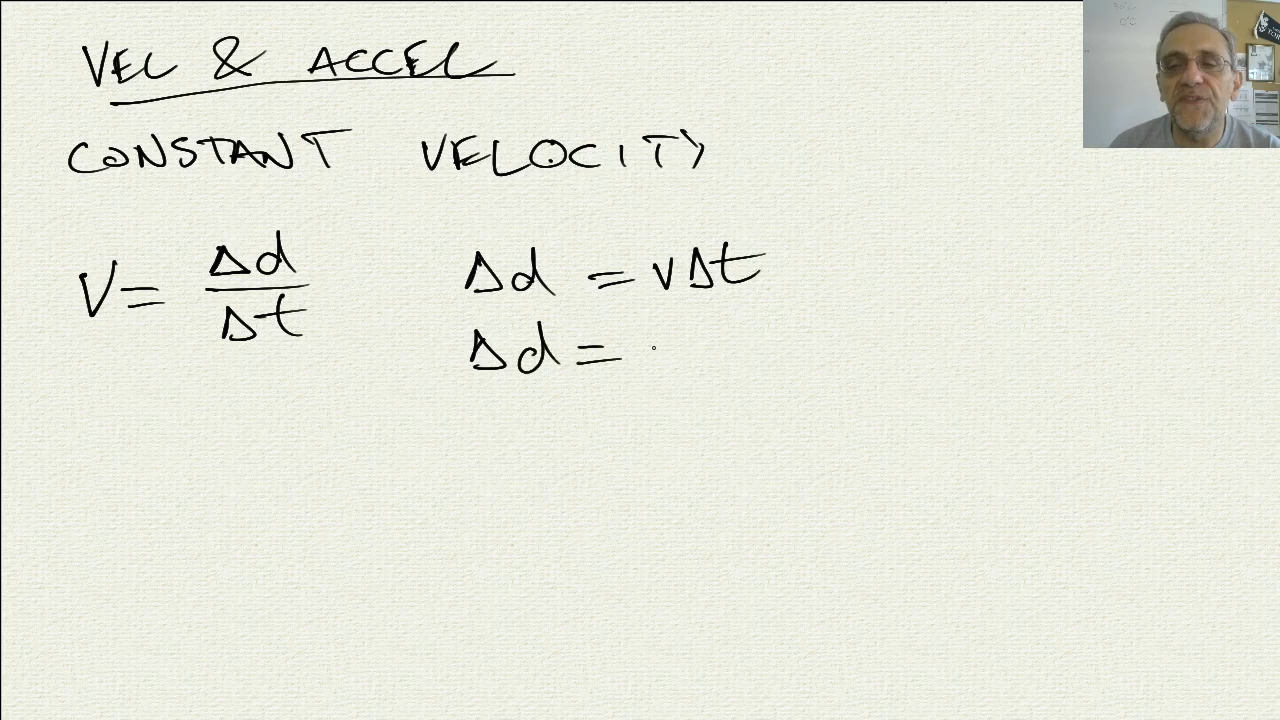 VEL & ACCEL
CONSTANT VELOCITY
V = Δd/Δt
Δd = vΔt
Δd =